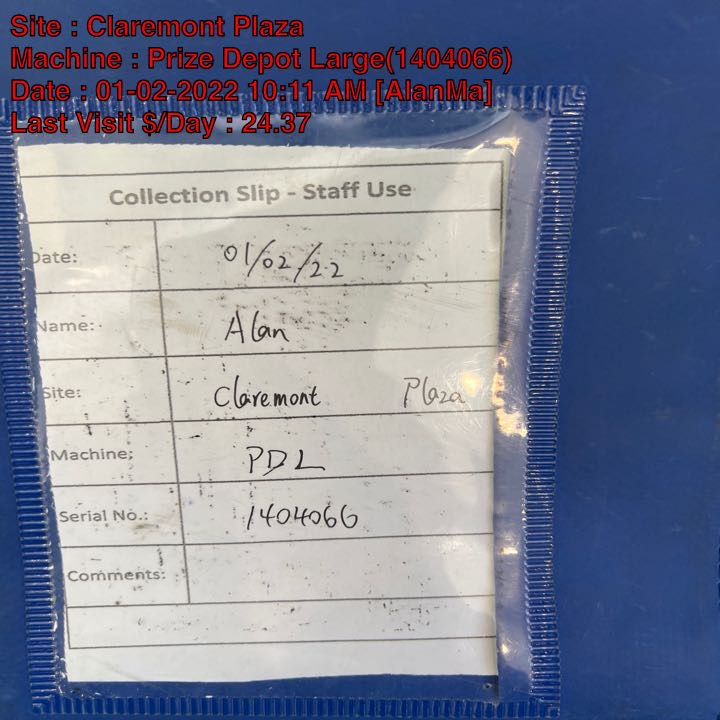 Site : Claremont Plaza
Machine : Prize Depot Large(1404066)
Date : 01-02-2022 10:11 AM [AlanMa]
Last Visit $/Day : 24.37
Collection Slip - Staff Use
Date: 01/02/22
Name: Alan
Site: Claremont Plaza
Machine: PDL
Serial No.: 1404066
Comments: